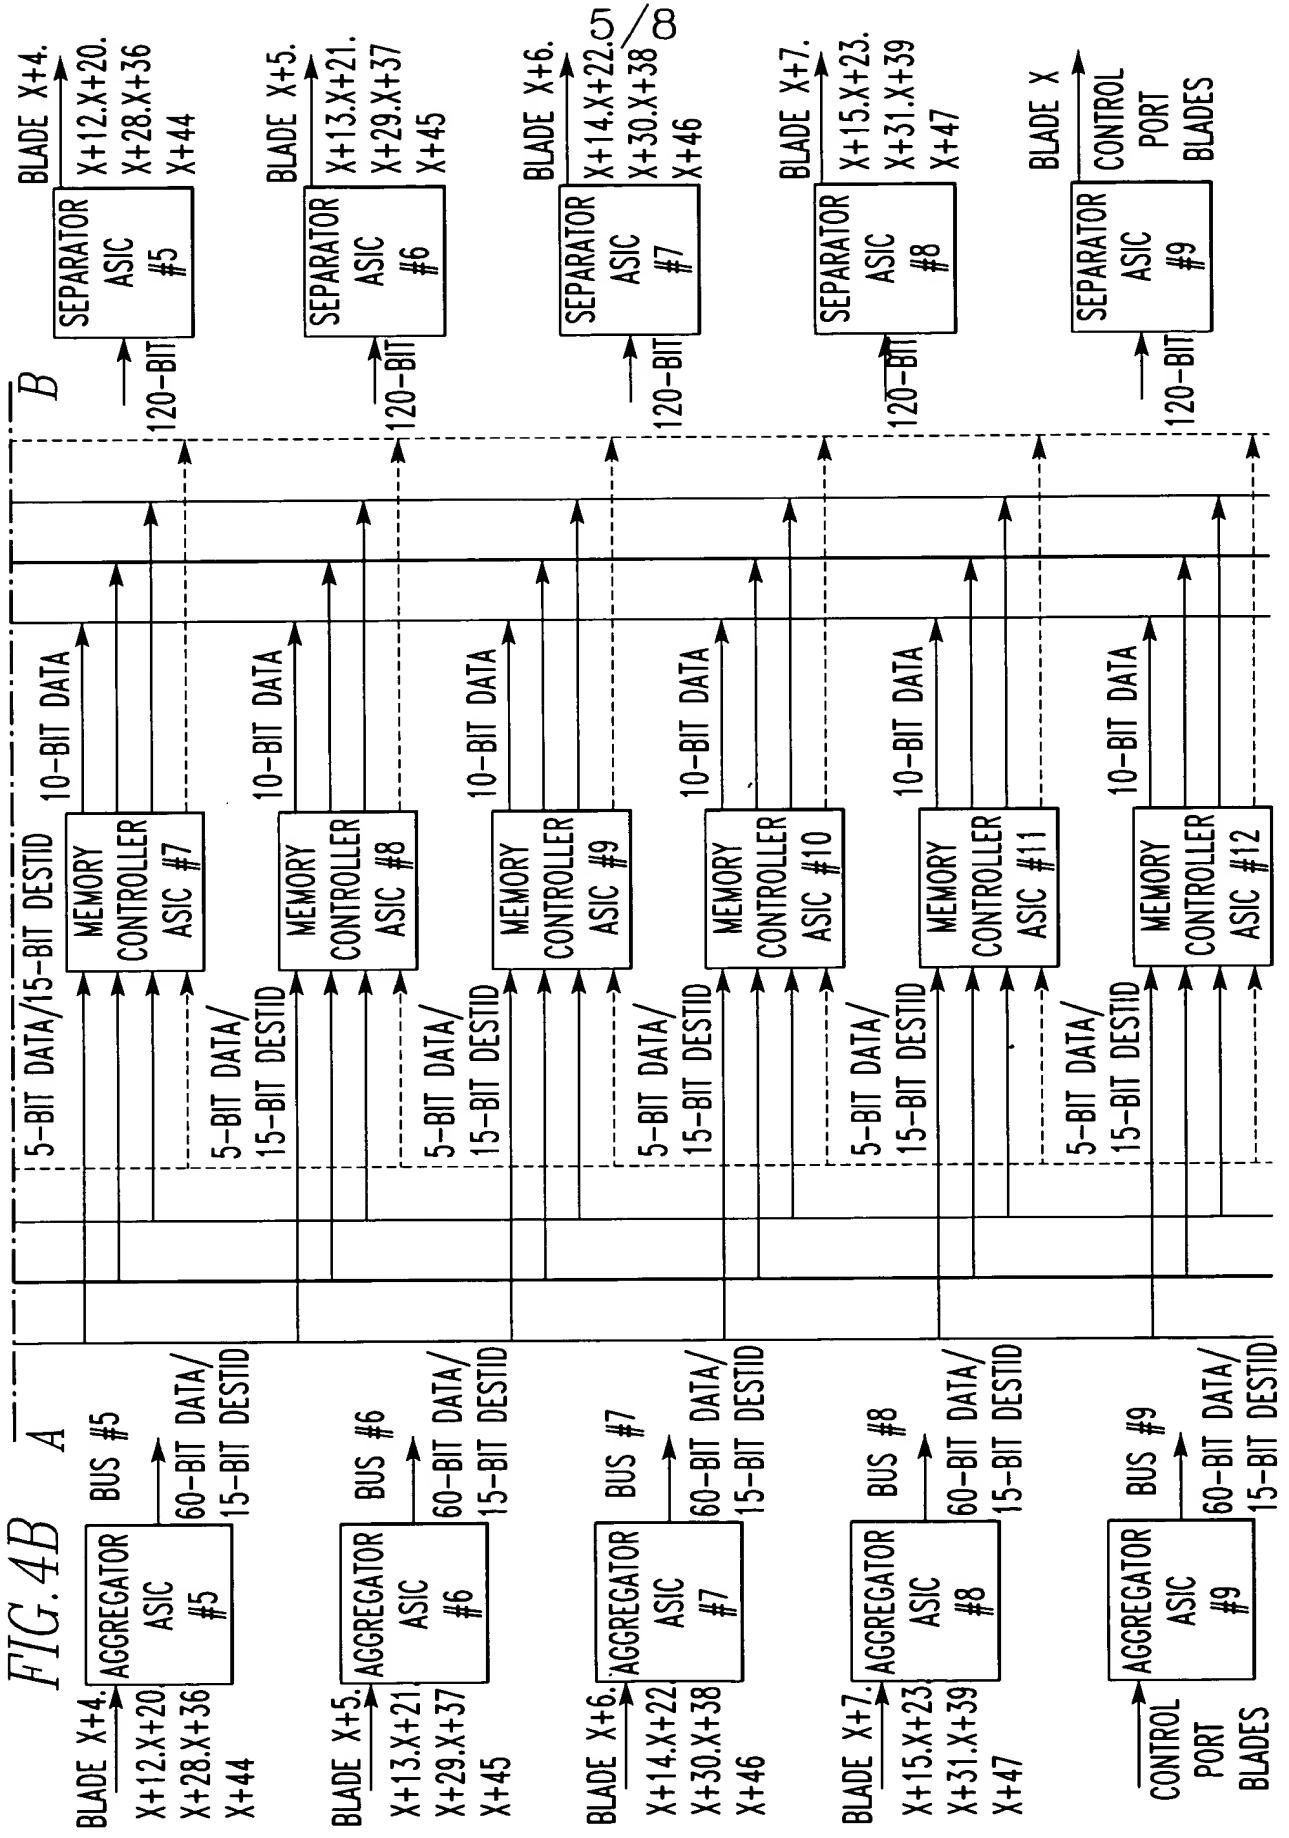 5/8
FIG.4B
A
B
BLADE X+4.
X+12.X+20.
X+28.X+36
X+44
AGGREGATOR
ASIC
#5
BUS #5
60-BIT DATA/
15-BIT DESTID
BLADE X+5.
X+13.X+21.
X+29.X+37
X+45
AGGREGATOR
ASIC
#6
BUS #6
60-BIT DATA/
15-BIT DESTID
BLADE X+6.
X+14.X+22.
X+30.X+38
X+46
AGGREGATOR
ASIC
#7
BUS #7
60-BIT DATA/
15-BIT DESTID
BLADE X+7.
X+15.X+23.
X+31.X+39
X+47
AGGREGATOR
ASIC
#8
BUS #8
60-BIT DATA/
15-BIT DESTID
CONTROL
PORT
BLADES
AGGREGATOR
ASIC
#9
BUS #9
60-BIT DATA/
15-BIT DESTID
5-BIT DATA/15-BIT DESTID
MEMORY
CONTROLLER
ASIC #7
10-BIT DATA
5-BIT DATA/
15-BIT DESTID
MEMORY
CONTROLLER
ASIC #8
10-BIT DATA
5-BIT DATA/
15-BIT DESTID
MEMORY
CONTROLLER
ASIC #9
10-BIT DATA
5-BIT DATA/
15-BIT DESTID
MEMORY
CONTROLLER
ASIC #10
10-BIT DATA
5-BIT DATA/
15-BIT DESTID
MEMORY
CONTROLLER
ASIC #11
10-BIT DATA
5-BIT DATA/
15-BIT DESTID
MEMORY
CONTROLLER
ASIC #12
10-BIT DATA
120-BIT
SEPARATOR
ASIC
#5
BLADE X+4.
X+12.X+20.
X+28.X+36
X+44
120-BIT
SEPARATOR
ASIC
#6
BLADE X+5.
X+13.X+21.
X+29.X+37
X+45
120-BIT
SEPARATOR
ASIC
#7
BLADE X+6.
X+14.X+22.
X+30.X+38
X+46
120-BIT
SEPARATOR
ASIC
#8
BLADE X+7.
X+15.X+23.
X+31.X+39
X+47
120-BIT
SEPARATOR
ASIC
#9
BLADE X
CONTROL
PORT
BLADES